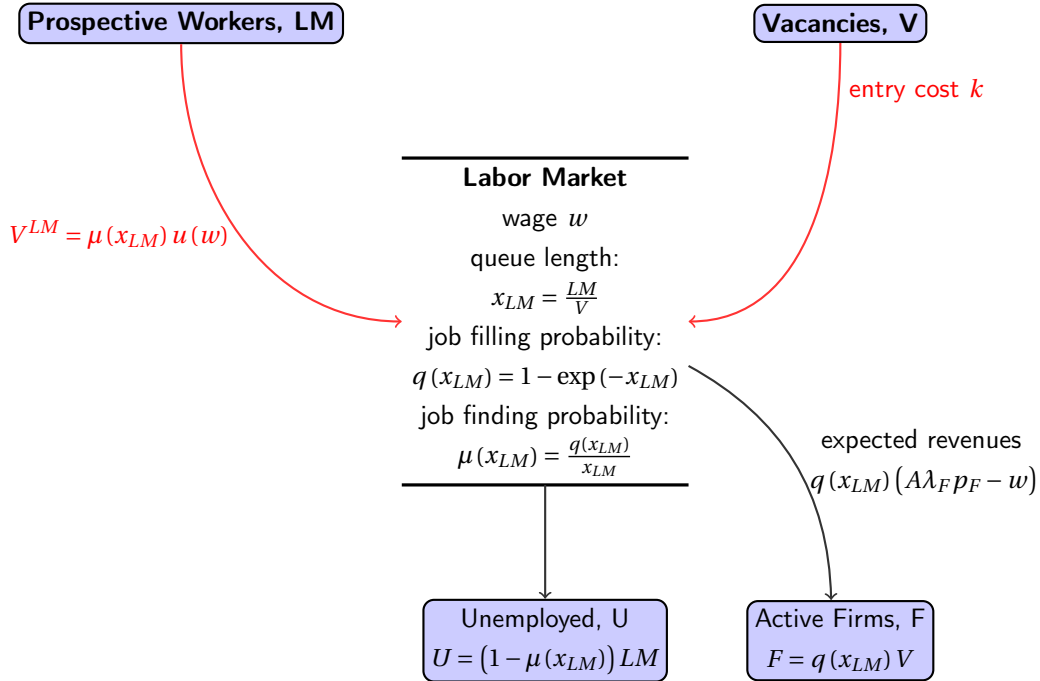 Prospective Workers, LM
Vacancies, V
entry cost k
Labor Market
wage w
V^{LM} = μ(x_{LM}) u(w)
queue length:
x_{LM} = \frac{LM}{V}
job filling probability:
q(x_{LM}) = 1 − exp(−x_{LM})
job finding probability:
μ(x_{LM}) = \frac{q(x_{LM})}{x_{LM}}
expected revenues
q(x_{LM}) (Aλ_F p_F − w)
Unemployed, U
U = (1 − μ(x_{LM})) LM
Active Firms, F
F = q(x_{LM}) V